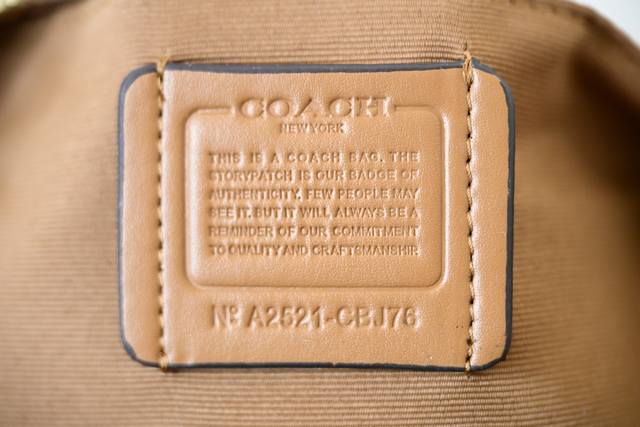 COACH
NEW YORK
THIS IS A COACH BAG. THE
STORYPATCH IS OUR BADGE OF
AUTHENTICITY. FEW PEOPLE MAY
SEE IT. BUT IT WILL ALWAYS BE A
REMINDER OF OUR COMMITMENT
TO QUALITY AND CRAFTSMANSHIP.
Nº A2521-CBJ76